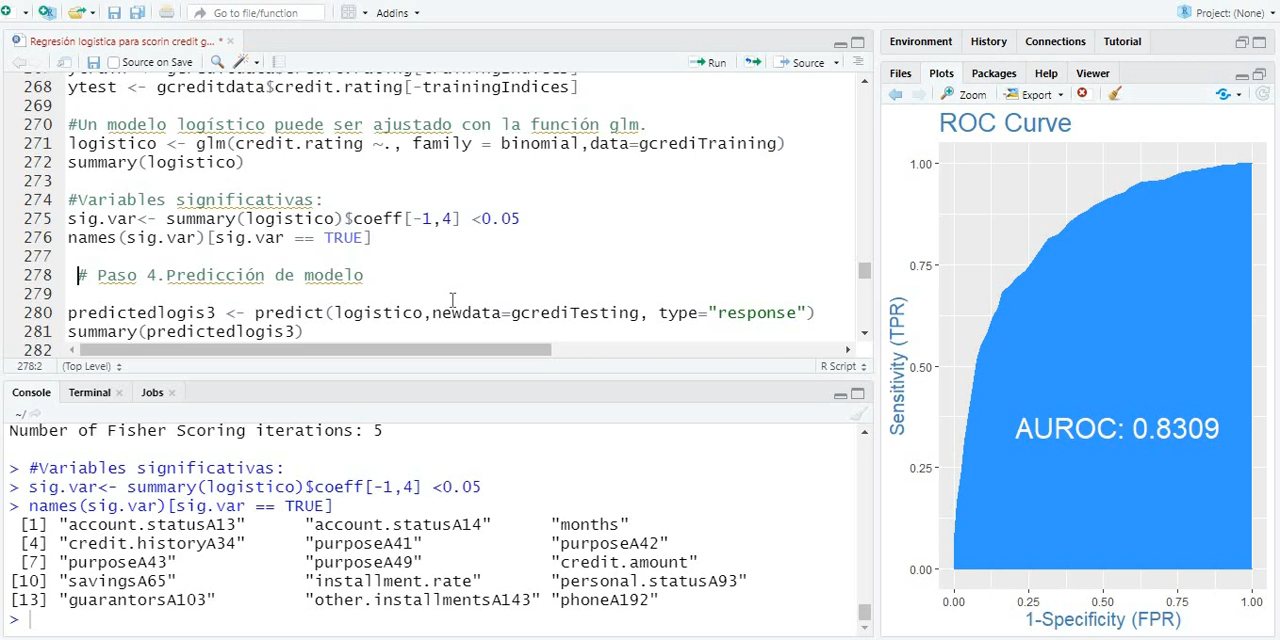 Go to file/function
Addins
Project: (None)
Regresión logística para scorin credit g... *
Source on Save
Run
Source
268 ytest <- gcreditdata$credit.rating[-trainingIndices]
269
270 #Un modelo logístico puede ser ajustado con la función glm.
271 logistico <- glm(credit.rating ~., family = binomial,data=gcrediTraining)
272 summary(logistico)
273
274 #Variables significativas:
275 sig.var<- summary(logistico)$coeff[-1,4] <0.05
276 names(sig.var)[sig.var == TRUE]
277
278 # Paso 4.Predicción de modelo
279
280 predictedlogis3 <- predict(logistico,newdata=gcrediTesting, type="response")
281 summary(predictedlogis3)
282
278:2 (Top Level) R Script
Console Terminal Jobs
~/
Number of Fisher Scoring iterations: 5
> #Variables significativas:
> sig.var<- summary(logistico)$coeff[-1,4] <0.05
> names(sig.var)[sig.var == TRUE]
[1] "account.statusA13" "account.statusA14" "months"
[4] "credit.historyA34" "purposeA41" "purposeA42"
[7] "purposeA43" "purposeA49" "credit.amount"
[10] "savingsA65" "installment.rate" "personal.statusA93"
[13] "guarantorsA103" "other.installmentsA143" "phoneA192"
>
Environment History Connections Tutorial
Files Plots Packages Help Viewer
Zoom Export
ROC Curve
1.00
0.75
0.50
0.25
0.00
Sensitivity (TPR)
AUROC: 0.8309
0.00 0.25 0.50 0.75 1.00
1-Specificity (FPR)